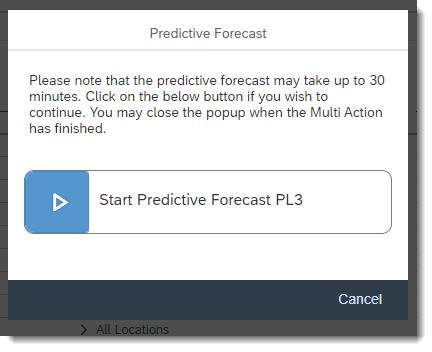 Predictive Forecast
Please note that the predictive forecast may take up to 30
minutes. Click on the below button if you wish to
continue. You may close the popup when the Multi Action
has finished.
Start Predictive Forecast PL3
Cancel
All Locations